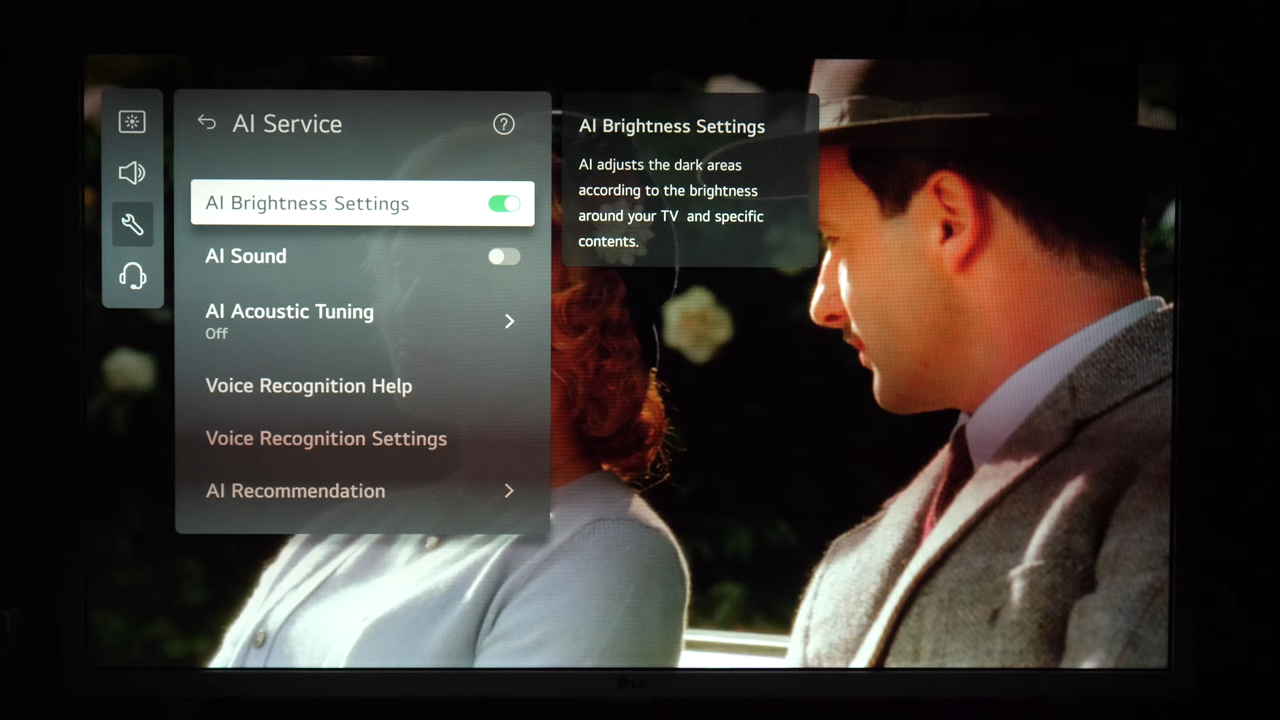 AI Service
?
AI Brightness Settings
AI Sound
AI Acoustic Tuning
Off
Voice Recognition Help
Voice Recognition Settings
AI Recommendation
AI Brightness Settings
AI adjusts the dark areas
according to the brightness
around your TV and specific
contents.
LG